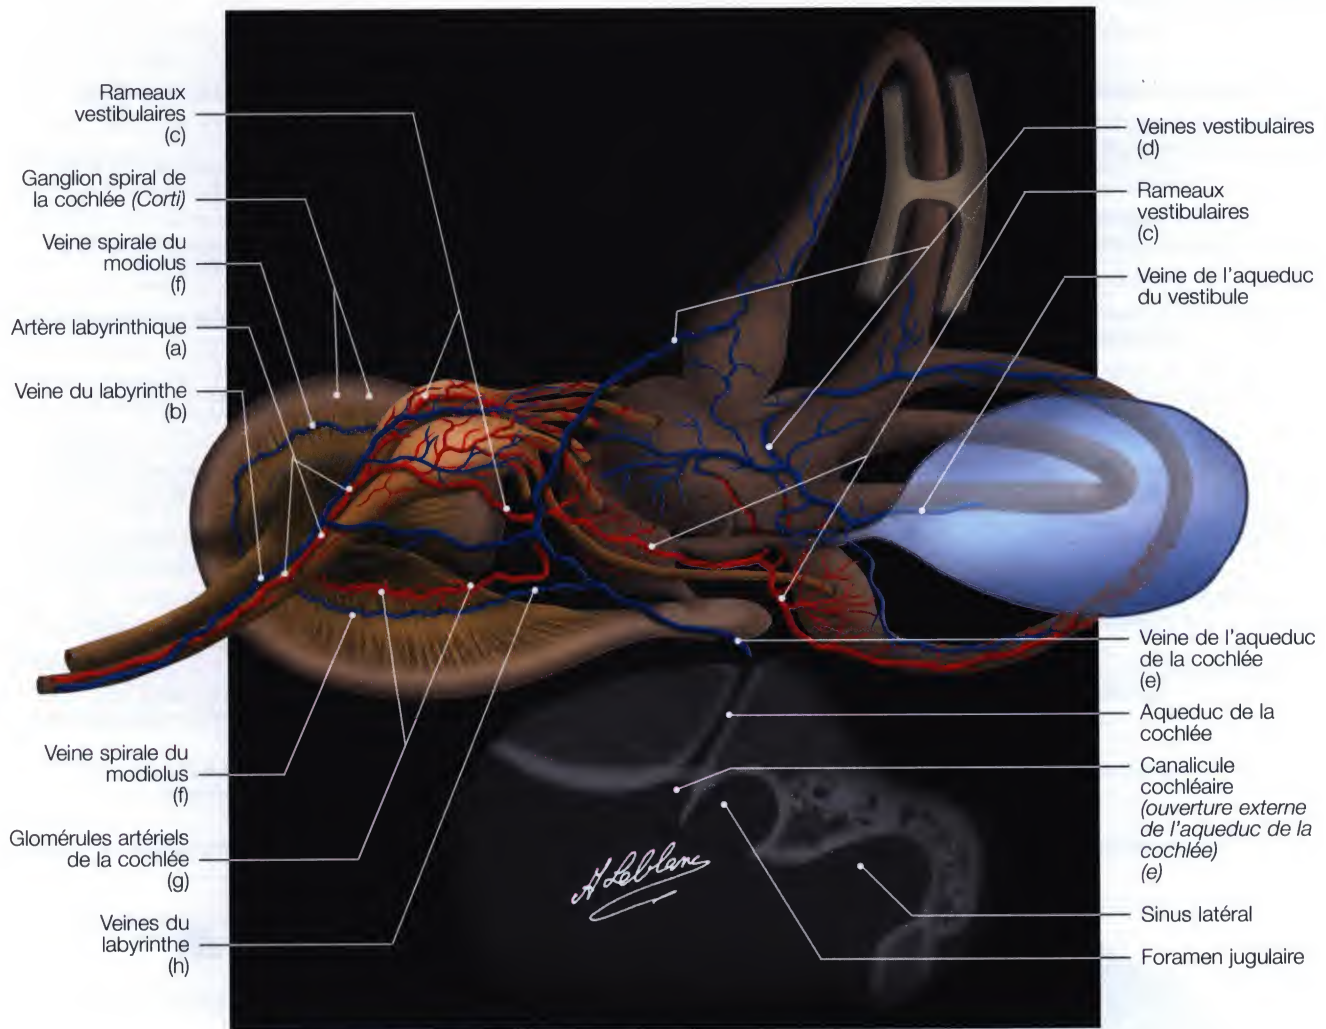 Rameaux
vestibulaires
(c)
Ganglion spiral de
la cochlée (Corti)
Veine spirale du
modiolus
(f)
Artère labyrinthique
(a)
Veine du labyrinthe
(b)
Veine spirale du
modiolus
(f)
Glomérules artériels
de la cochlée
(g)
Veines du
labyrinthe
(h)
Veines vestibulaires
(d)
Rameaux
vestibulaires
(c)
Veine de l'aqueduc
du vestibule
Veine de l'aqueduc
de la cochlée
(e)
Aqueduc de la
cochlée
Canalicule
cochléaire
(ouverture externe
de l'aqueduc de la
cochlée)
(e)
Sinus latéral
Foramen jugulaire
A Leblanc